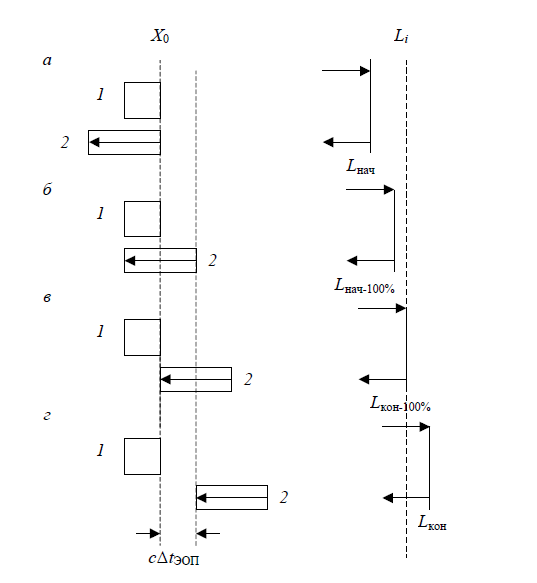 X₀ Lᵢ
а
1
2
Lнач
б
1
2
Lнач-100%
в
1
2
Lкон-100%
г
1
2
Lкон
cΔtЭОП